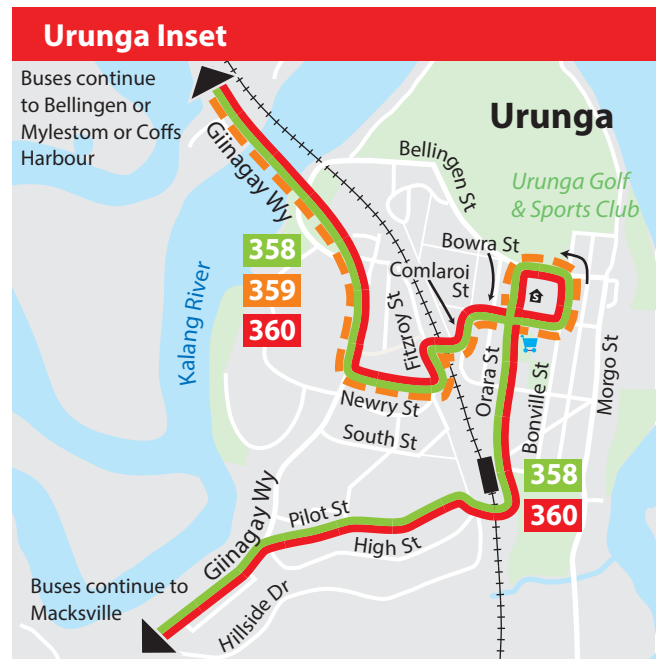 Urunga Inset
Buses continue
to Bellingen or
Mylestom or Coffs
Harbour
Urunga
Giinagay Wy
Bellingen St
Urunga Golf
& Sports Club
358
359
360
Bowra St
Comlaroi
St
Kalang River
Fitzroy St
Orara St
Bonville St
Morgo St
Newry St
South St
358
360
Giinagay Wy
Pilot St
High St
Buses continue to
Macksville
Hillside Dr
S